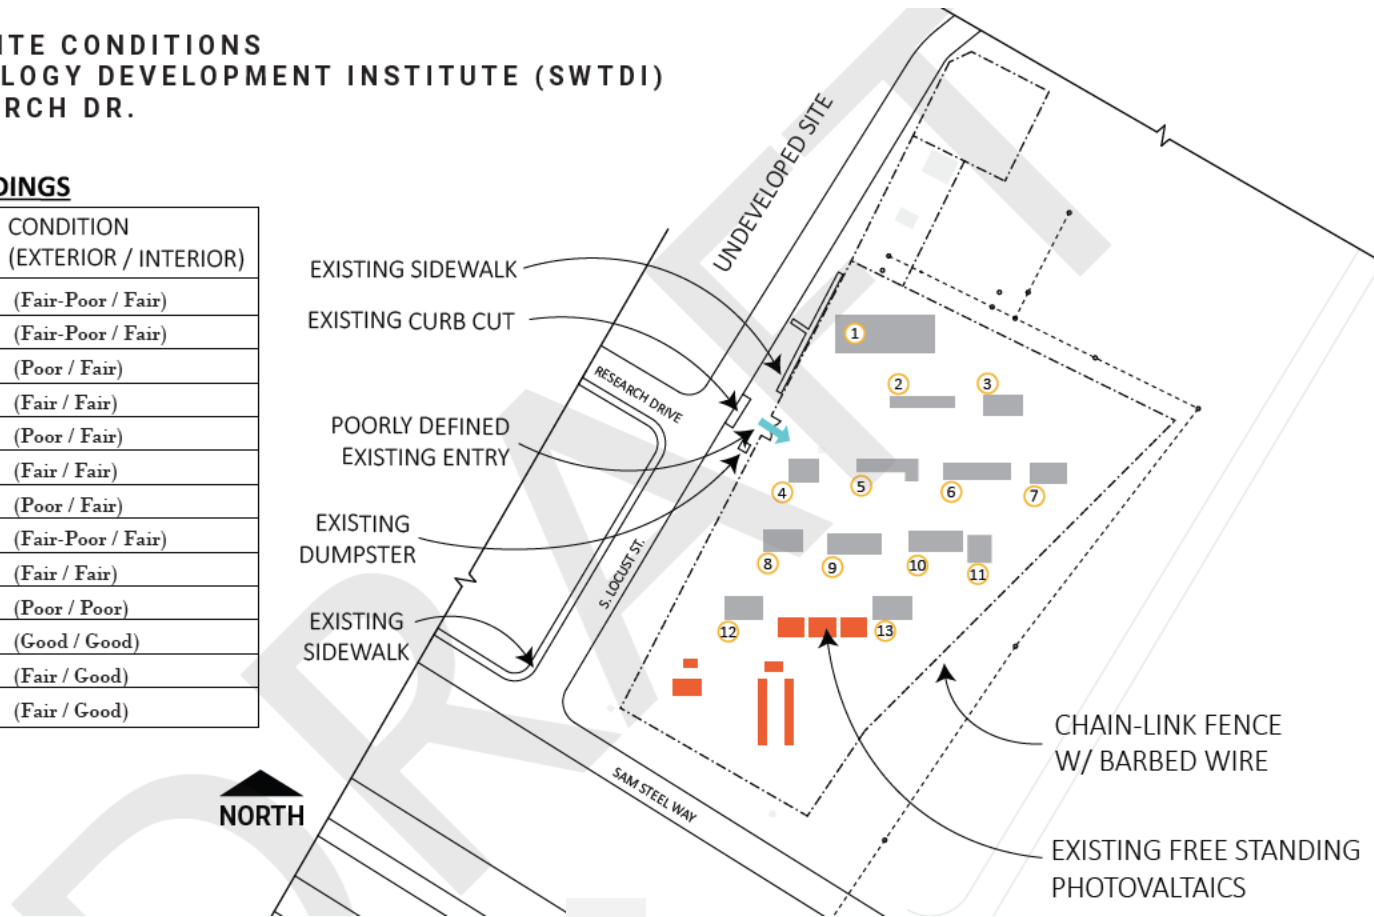 ITE CONDITIONS
LOGY DEVELOPMENT INSTITUTE (SWTDI)
RCH DR.
DINGS
CONDITION
(EXTERIOR / INTERIOR)
(Fair-Poor / Fair)
(Fair-Poor / Fair)
(Poor / Fair)
(Fair / Fair)
(Poor / Fair)
(Fair / Fair)
(Poor / Fair)
(Fair-Poor / Fair)
(Fair / Fair)
(Poor / Poor)
(Good / Good)
(Fair / Good)
(Fair / Good)
NORTH
UNDEVELOPED SITE
EXISTING SIDEWALK
EXISTING CURB CUT
RESEARCH DRIVE
POORLY DEFINED
EXISTING ENTRY
EXISTING
DUMPSTER
S. LOCUST ST.
EXISTING
SIDEWALK
SAM STEEL WAY
1
2
3
4
5
6
7
8
9
10
11
12
13
CHAIN-LINK FENCE
W/ BARBED WIRE
EXISTING FREE STANDING
PHOTOVALTAICS
DRAFT